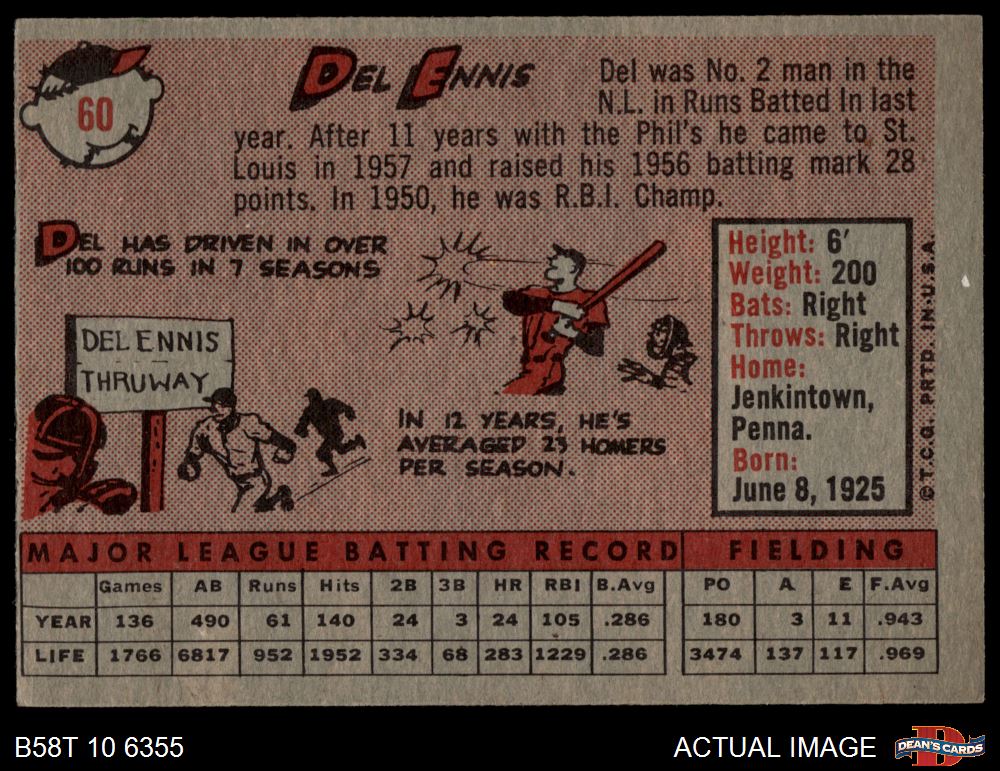 60
DEL ENNIS
Del was No. 2 man in the
N.L. in Runs Batted In last
year. After 11 years with the Phil's he came to St.
Louis in 1957 and raised his 1956 batting mark 28
points. In 1950, he was R.B.I. Champ.
DEL HAS DRIVEN IN OVER
100 RUNS IN 7 SEASONS
DEL ENNIS
THRUWAY
IN 12 YEARS, HE'S
AVERAGED 23 HOMERS
PER SEASON.
Height: 6'
Weight: 200
Bats: Right
Throws: Right
Home:
Jenkintown,
Penna.
Born:
June 8, 1925
©T.C.G. PRTD. IN·U.S.A.
MAJOR LEAGUE BATTING RECORD FIELDING
Games AB Runs Hits 2B 3B HR RBI B.Avg PO A E F.Avg
YEAR 136 490 61 140 24 3 24 105 .286 180 3 11 .943
LIFE 1766 6817 952 1952 334 68 283 1229 .286 3474 137 117 .969
B58T 10 6355 ACTUAL IMAGE DEAN'S CARDS